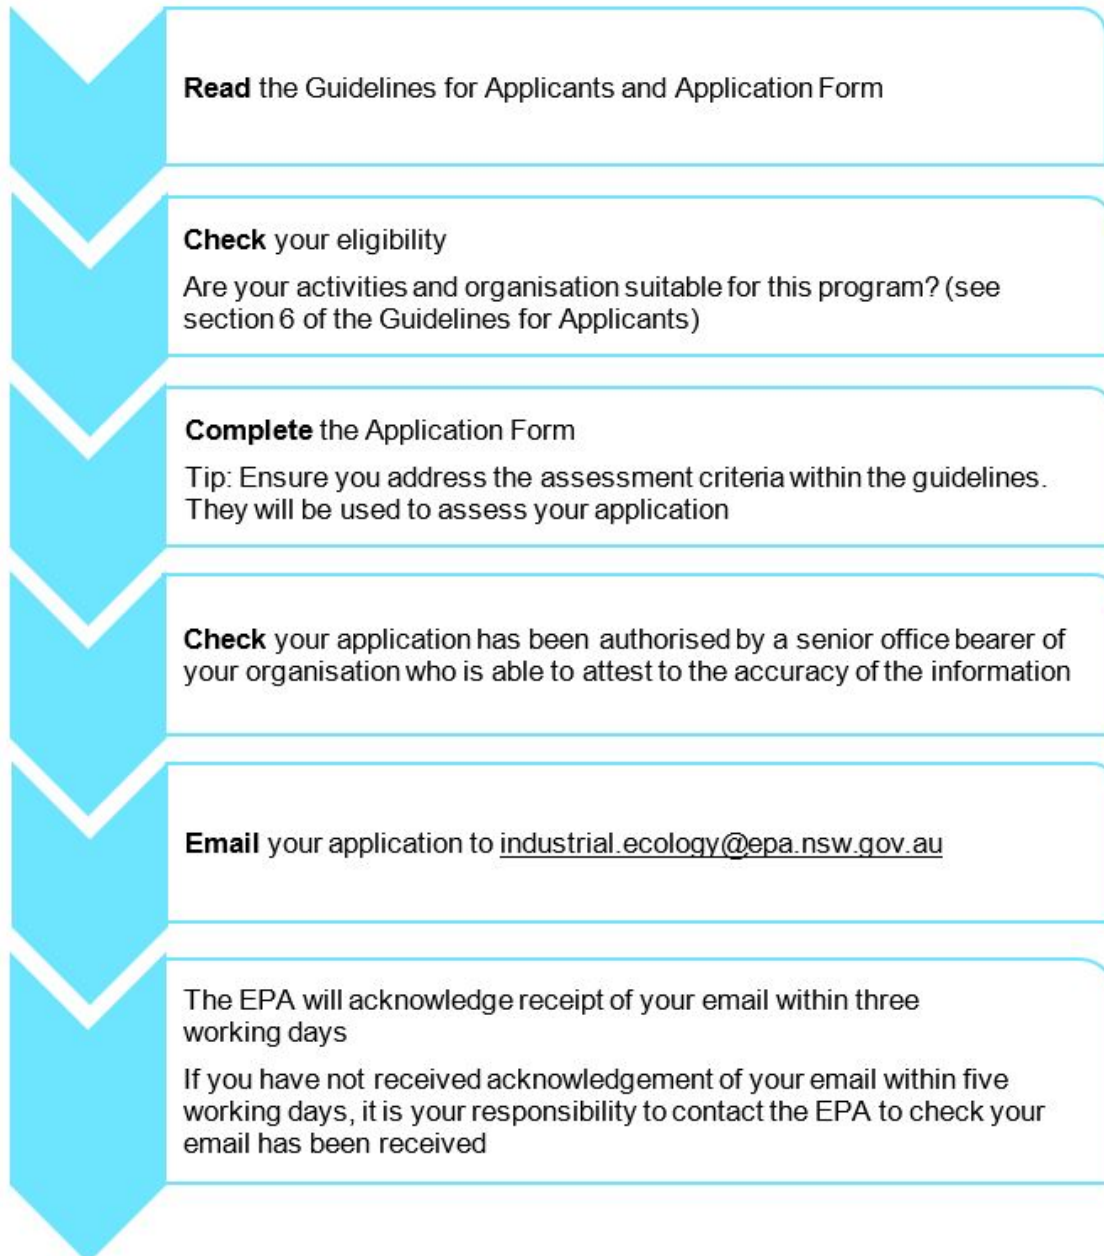 Read the Guidelines for Applicants and Application Form
Check your eligibility
Are your activities and organisation suitable for this program? (see
section 6 of the Guidelines for Applicants)
Complete the Application Form
Tip: Ensure you address the assessment criteria within the guidelines.
They will be used to assess your application
Check your application has been authorised by a senior office bearer of
your organisation who is able to attest to the accuracy of the information
Email your application to industrial.ecology@epa.nsw.gov.au
The EPA will acknowledge receipt of your email within three
working days
If you have not received acknowledgement of your email within five
working days, it is your responsibility to contact the EPA to check your
email has been received